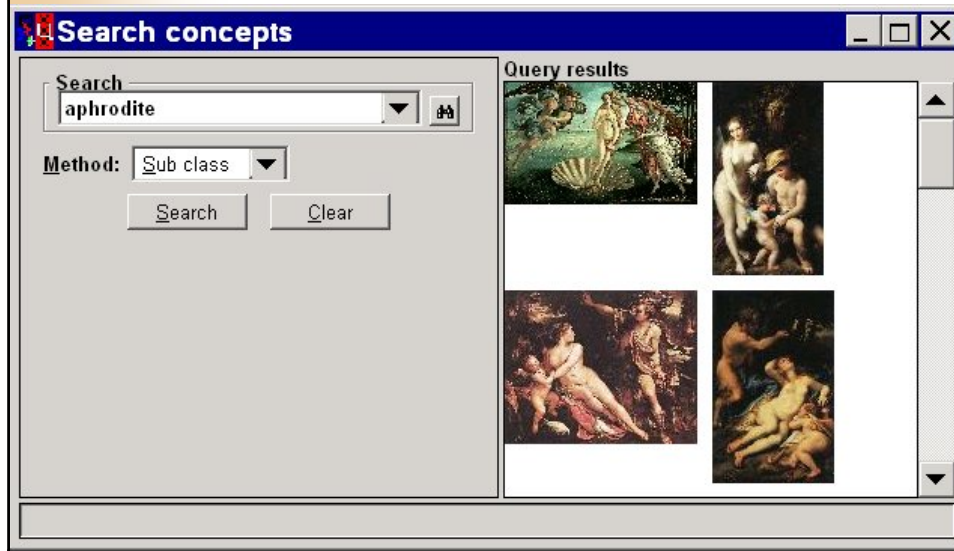 Search concepts
Search
aphrodite
Method: Sub class
Search Clear
Query results